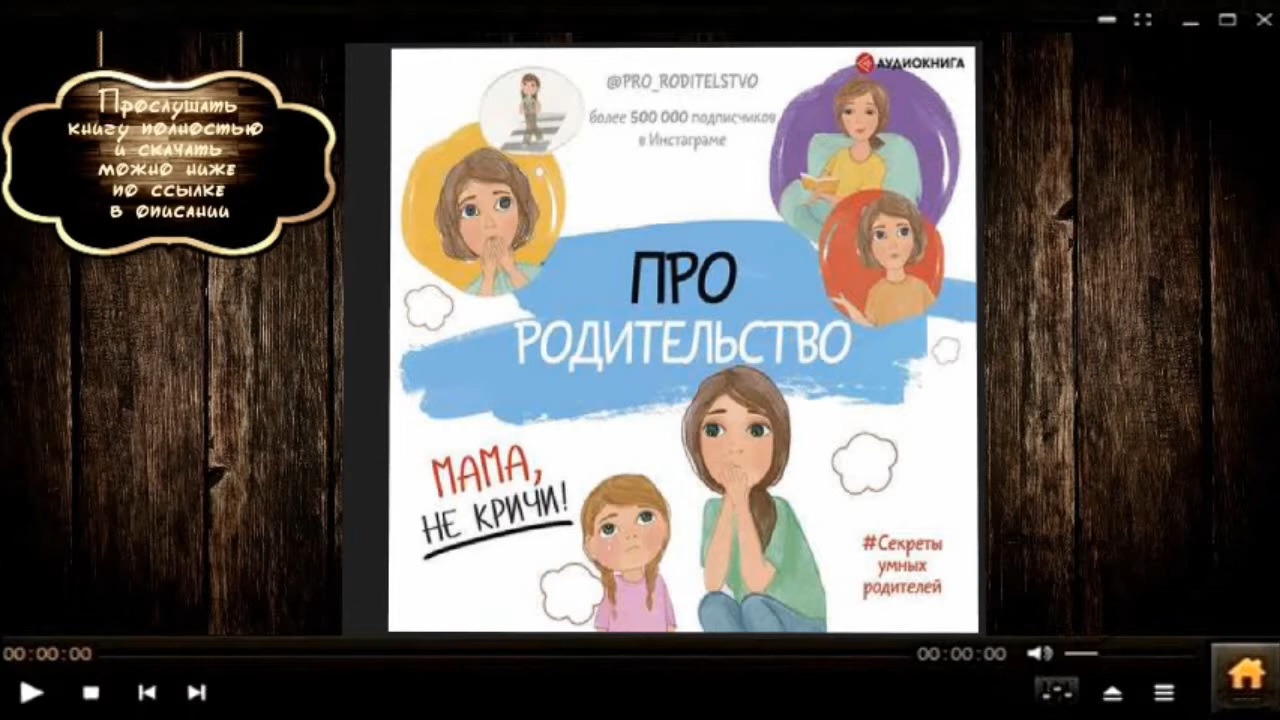 Прослушать
книгу полностью
и скачать
можно ниже
по ссылке
в описании
АУДИОКНИГА
@PRO_RODITELSTVO
более 500 000 подписчиков
в Инстаграме
ПРО
РОДИТЕЛЬСТВО
МАМА,
НЕ КРИЧИ!
#Секреты
умных
родителей
00:00:00
00:00:00